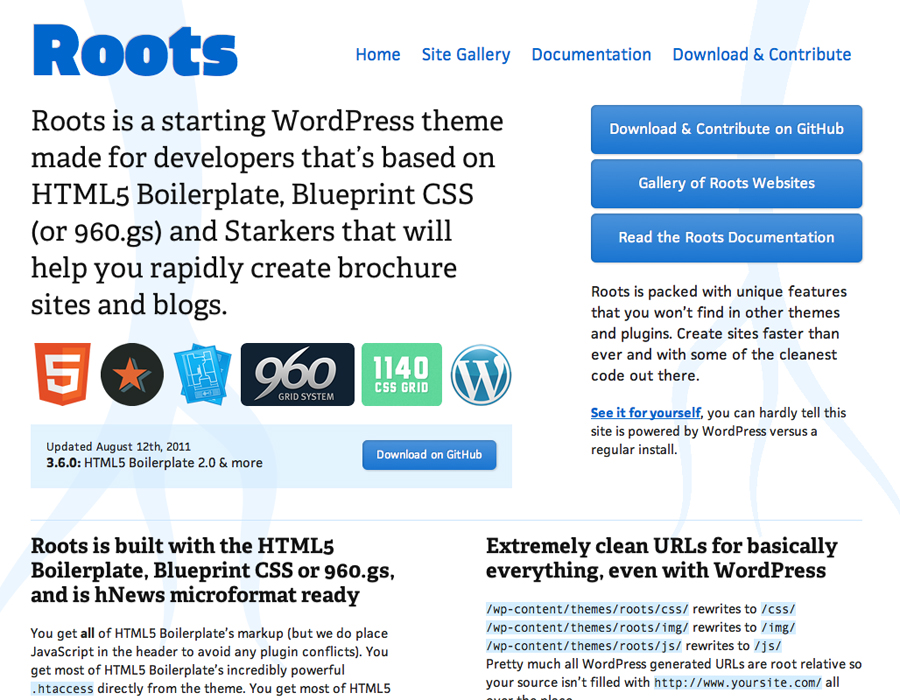 Roots
Home Site Gallery Documentation Download & Contribute
Roots is a starting WordPress theme
made for developers that's based on
HTML5 Boilerplate, Blueprint CSS
(or 960.gs) and Starkers that will
help you rapidly create brochure
sites and blogs.
5
960
GRID SYSTEM
1140
CSS GRID
W
Updated August 12th, 2011
3.6.0: HTML5 Boilerplate 2.0 & more
Download on GitHub
Download & Contribute on GitHub
Gallery of Roots Websites
Read the Roots Documentation
Roots is packed with unique features
that you won't find in other themes
and plugins. Create sites faster than
ever and with some of the cleanest
code out there.
See it for yourself, you can hardly tell this
site is powered by WordPress versus a
regular install.
Roots is built with the HTML5
Boilerplate, Blueprint CSS or 960.gs,
and is hNews microformat ready
You get all of HTML5 Boilerplate's markup (but we do place
JavaScript in the header to avoid any plugin conflicts). You
get most of HTML5 Boilerplate's incredibly powerful
.htaccess directly from the theme. You get most of HTML5
Extremely clean URLs for basically
everything, even with WordPress
/wp-content/themes/roots/css/ rewrites to /css/
/wp-content/themes/roots/img/ rewrites to /img/
/wp-content/themes/roots/js/ rewrites to /js/
Pretty much all WordPress generated URLs are root relative so
your source isn't filled with http://www.yoursite.com/ all
over the place.